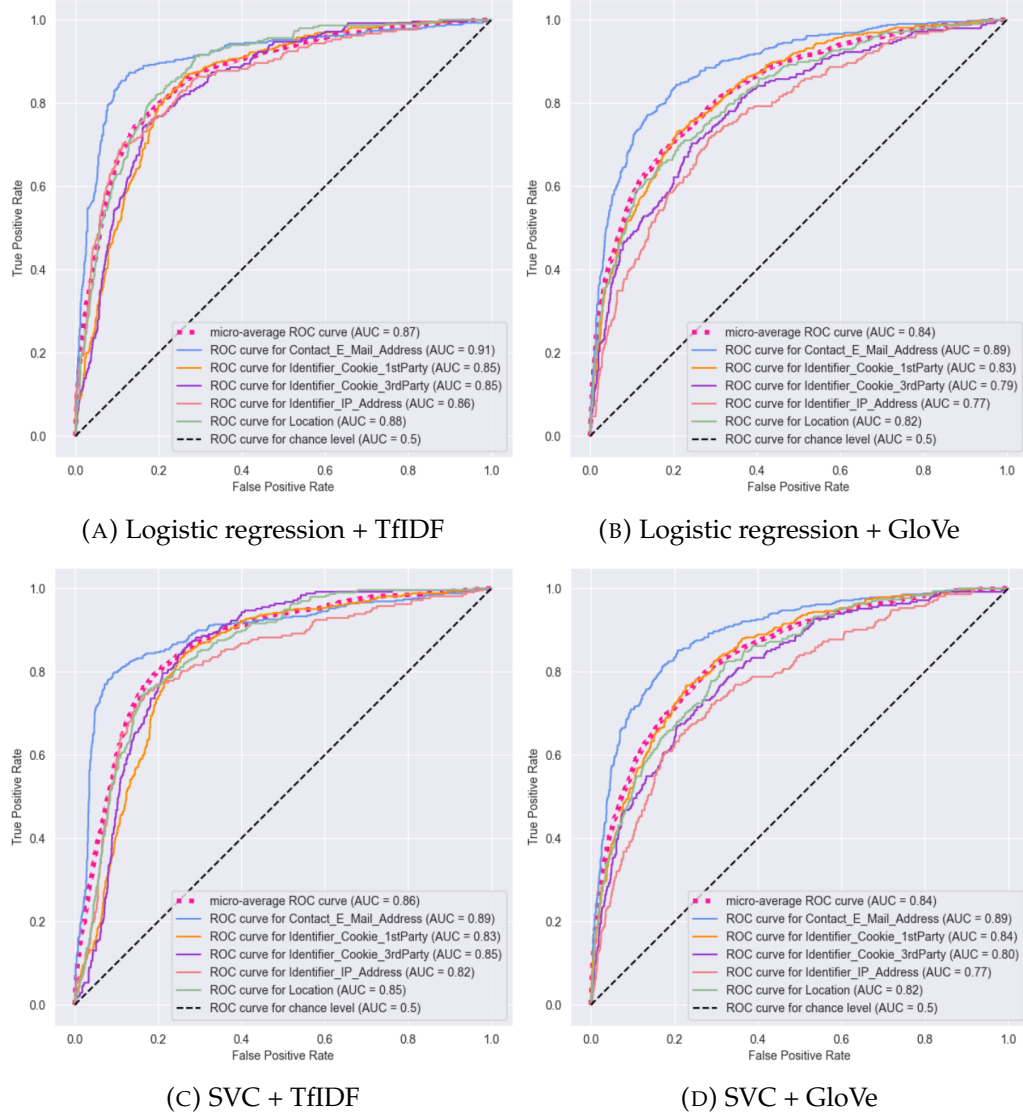 1.0
0.8
0.6
0.4
0.2
0.0
True Positive Rate
micro-average ROC curve (AUC = 0.87)
ROC curve for Contact_E_Mail_Address (AUC = 0.91)
ROC curve for Identifier_Cookie_1stParty (AUC = 0.85)
ROC curve for Identifier_Cookie_3rdParty (AUC = 0.85)
ROC curve for Identifier_IP_Address (AUC = 0.86)
ROC curve for Location (AUC = 0.88)
ROC curve for chance level (AUC = 0.5)
0.0 0.2 0.4 0.6 0.8 1.0
False Positive Rate
(A) Logistic regression + TfIDF
1.0
0.8
0.6
0.4
0.2
0.0
True Positive Rate
micro-average ROC curve (AUC = 0.84)
ROC curve for Contact_E_Mail_Address (AUC = 0.89)
ROC curve for Identifier_Cookie_1stParty (AUC = 0.83)
ROC curve for Identifier_Cookie_3rdParty (AUC = 0.79)
ROC curve for Identifier_IP_Address (AUC = 0.77)
ROC curve for Location (AUC = 0.82)
ROC curve for chance level (AUC = 0.5)
0.0 0.2 0.4 0.6 0.8 1.0
False Positive Rate
(B) Logistic regression + GloVe
1.0
0.8
0.6
0.4
0.2
0.0
True Positive Rate
micro-average ROC curve (AUC = 0.86)
ROC curve for Contact_E_Mail_Address (AUC = 0.89)
ROC curve for Identifier_Cookie_1stParty (AUC = 0.83)
ROC curve for Identifier_Cookie_3rdParty (AUC = 0.85)
ROC curve for Identifier_IP_Address (AUC = 0.82)
ROC curve for Location (AUC = 0.85)
ROC curve for chance level (AUC = 0.5)
0.0 0.2 0.4 0.6 0.8 1.0
False Positive Rate
(C) SVC + TfIDF
1.0
0.8
0.6
0.4
0.2
0.0
True Positive Rate
micro-average ROC curve (AUC = 0.84)
ROC curve for Contact_E_Mail_Address (AUC = 0.89)
ROC curve for Identifier_Cookie_1stParty (AUC = 0.84)
ROC curve for Identifier_Cookie_3rdParty (AUC = 0.80)
ROC curve for Identifier_IP_Address (AUC = 0.77)
ROC curve for Location (AUC = 0.82)
ROC curve for chance level (AUC = 0.5)
0.0 0.2 0.4 0.6 0.8 1.0
False Positive Rate
(D) SVC + GloVe